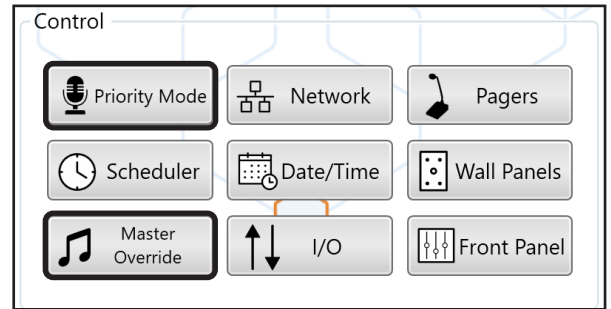 Control
Priority Mode
Network
Pagers
Scheduler
Date/Time
Wall Panels
Master
Override
I/O
Front Panel